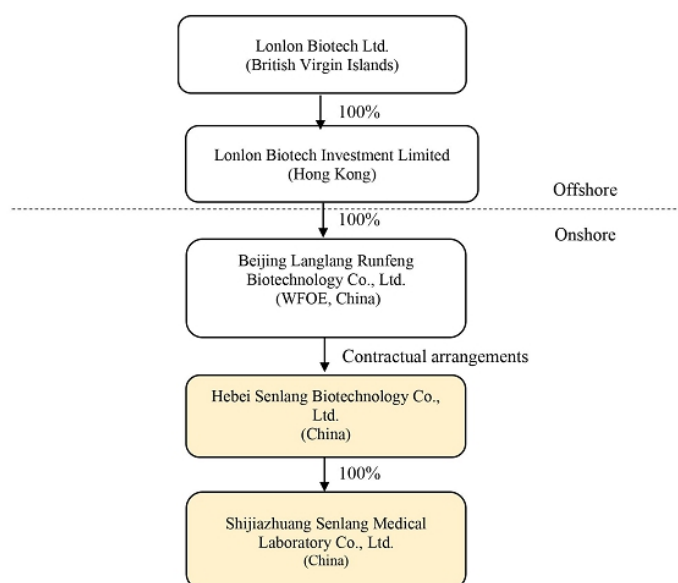 Lonlon Biotech Ltd.
(British Virgin Islands)
100%
Lonlon Biotech Investment Limited
(Hong Kong)
Offshore
100%
Onshore
Beijing Langlang Runfeng
Biotechnology Co., Ltd.
(WFOE, China)
Contractual arrangements
Hebei Senlang Biotechnology Co.,
Ltd.
(China)
100%
Shijiazhuang Senlang Medical
Laboratory Co., Ltd.
(China)